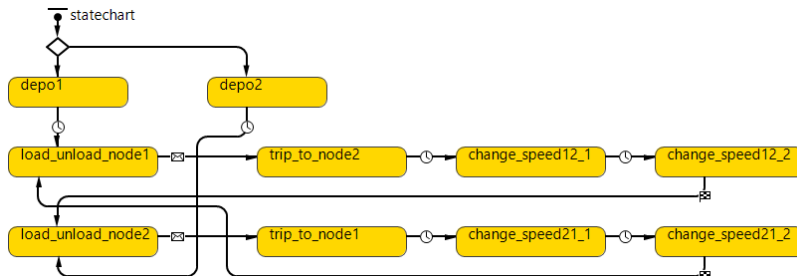 statechart
depo1
depo2
load_unload_node1
trip_to_node2
change_speed12_1
change_speed12_2
load_unload_node2
trip_to_node1
change_speed21_1
change_speed21_2